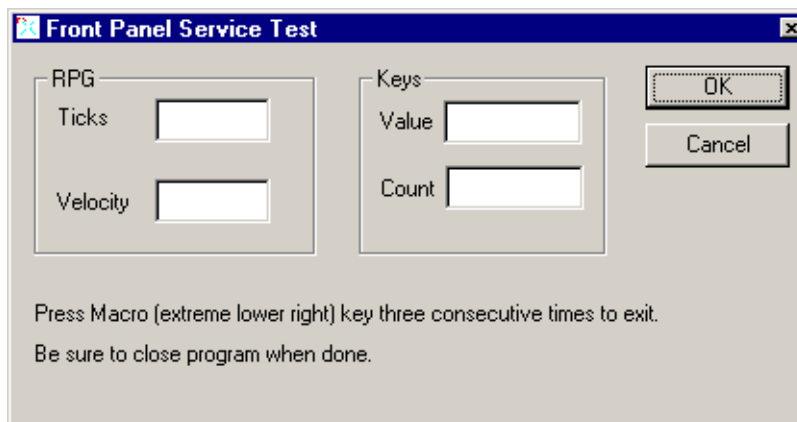 Front Panel Service Test
RPG
Ticks
Velocity
Keys
Value
Count
OK
Cancel
Press Macro (extreme lower right) key three consecutive times to exit.
Be sure to close program when done.